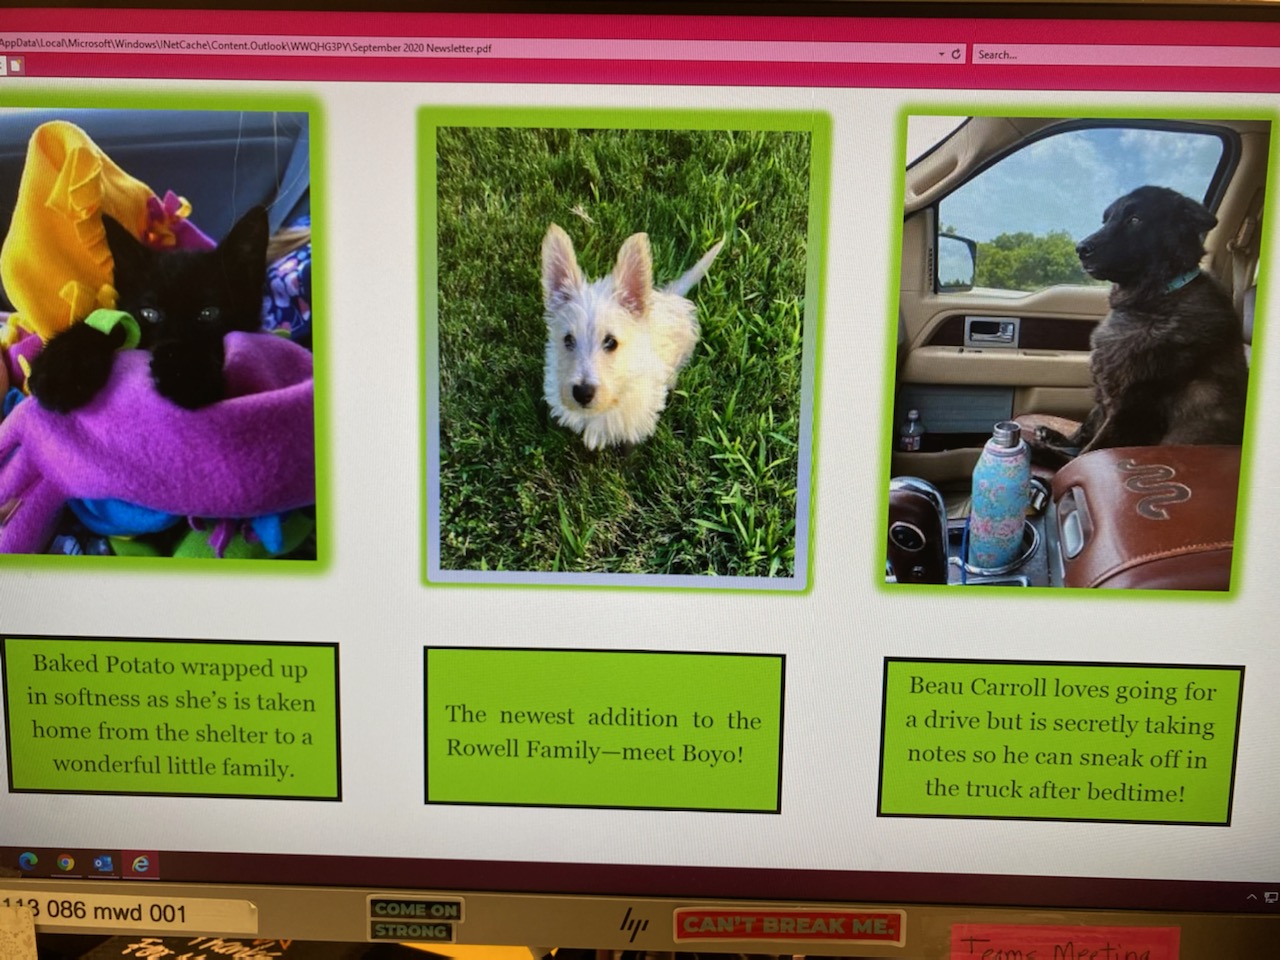 AppData\Local\Microsoft\Windows\INetCache\Content.Outlook\WWQHG3PY\September 2020 Newsletter.pdf
Search...
Baked Potato wrapped up
in softness as she's is taken
home from the shelter to a
wonderful little family.
The newest addition to the
Rowell Family—meet Boyo!
Beau Carroll loves going for
a drive but is secretly taking
notes so he can sneak off in
the truck after bedtime!
113 086 mwd 001
COME ON
STRONG
hp
CAN'T BREAK ME.
Teams Meeting